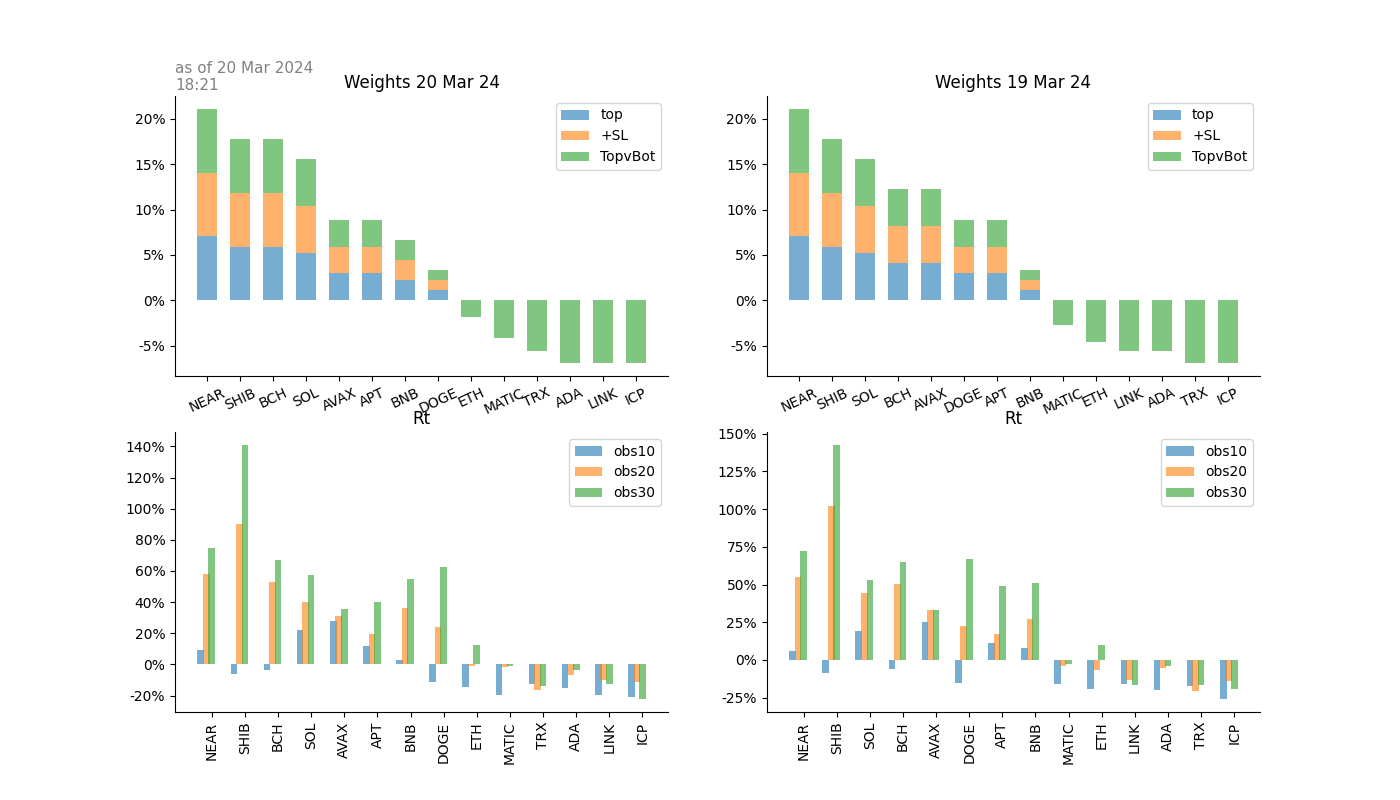 as of 20 Mar 2024
18:21
Weights 20 Mar 24
20%
15%
10%
5%
0%
-5%
top
+SL
TopvBot
NEAR SHIB BCH SOL AVAX APT BNB DOGE ETH MATIC TRX ADA LINK ICP
Weights 19 Mar 24
20%
15%
10%
5%
0%
-5%
top
+SL
TopvBot
NEAR SHIB SOL BCH AVAX DOGE APT BNB MATIC ETH LINK ADA TRX ICP
Rt
140%
120%
100%
80%
60%
40%
20%
0%
-20%
obs10
obs20
obs30
NEAR SHIB BCH SOL AVAX APT BNB DOGE ETH MATIC TRX ADA LINK ICP
Rt
150%
125%
100%
75%
50%
25%
0%
-25%
obs10
obs20
obs30
NEAR SHIB SOL BCH AVAX DOGE APT BNB MATIC ETH LINK ADA TRX ICP